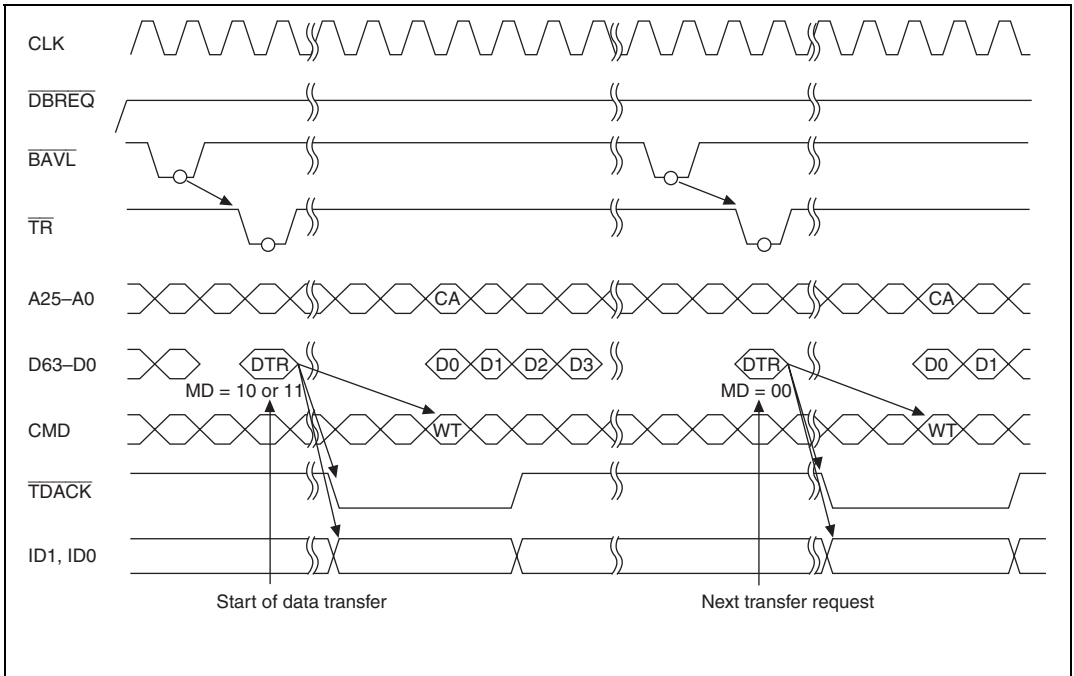 CLK
DBREQ
BAVL
TR
A25–A0 CA CA
D63–D0 DTR D0 D1 D2 D3 DTR D0 D1
MD = 10 or 11 MD = 00
CMD WT WT
TDACK
ID1, ID0
Start of data transfer Next transfer request